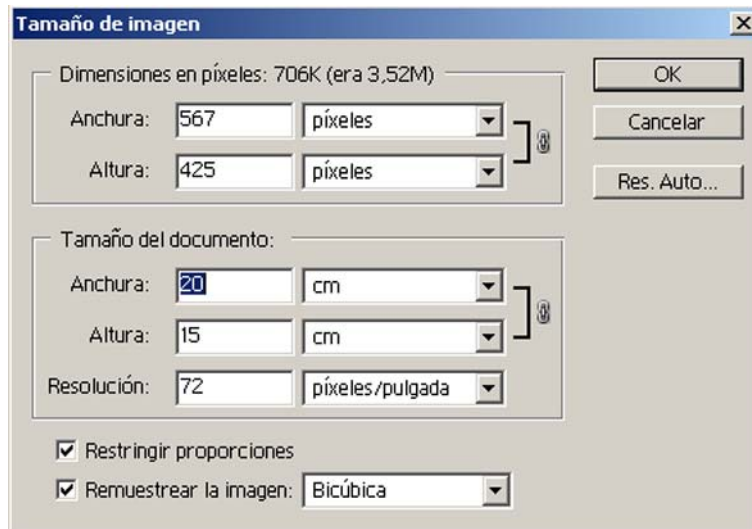 Tamaño de imagen
Dimensiones en píxeles: 706K (era 3,52M)
Anchura: 567 píxeles
Altura: 425 píxeles
Tamaño del documento:
Anchura: 20 cm
Altura: 15 cm
Resolución: 72 píxeles/pulgada
Restringir proporciones
Remuestrear la imagen: Bicúbica
OK
Cancelar
Res. Auto...